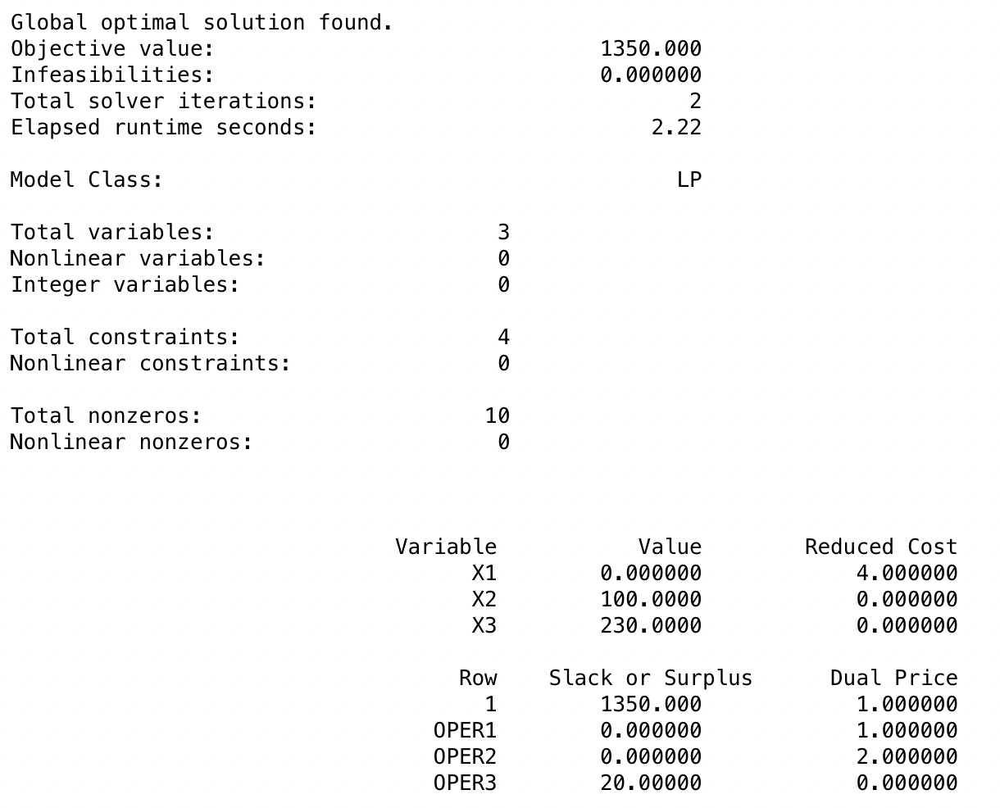 Global optimal solution found.
Objective value: 1350.000
Infeasibilities: 0.000000
Total solver iterations: 2
Elapsed runtime seconds: 2.22
Model Class: LP
Total variables: 3
Nonlinear variables: 0
Integer variables: 0
Total constraints: 4
Nonlinear constraints: 0
Total nonzeros: 10
Nonlinear nonzeros: 0
Variable Value Reduced Cost
X1 0.000000 4.000000
X2 100.0000 0.000000
X3 230.0000 0.000000
Row Slack or Surplus Dual Price
1 1350.000 1.000000
OPER1 0.000000 1.000000
OPER2 0.000000 2.000000
OPER3 20.00000 0.000000